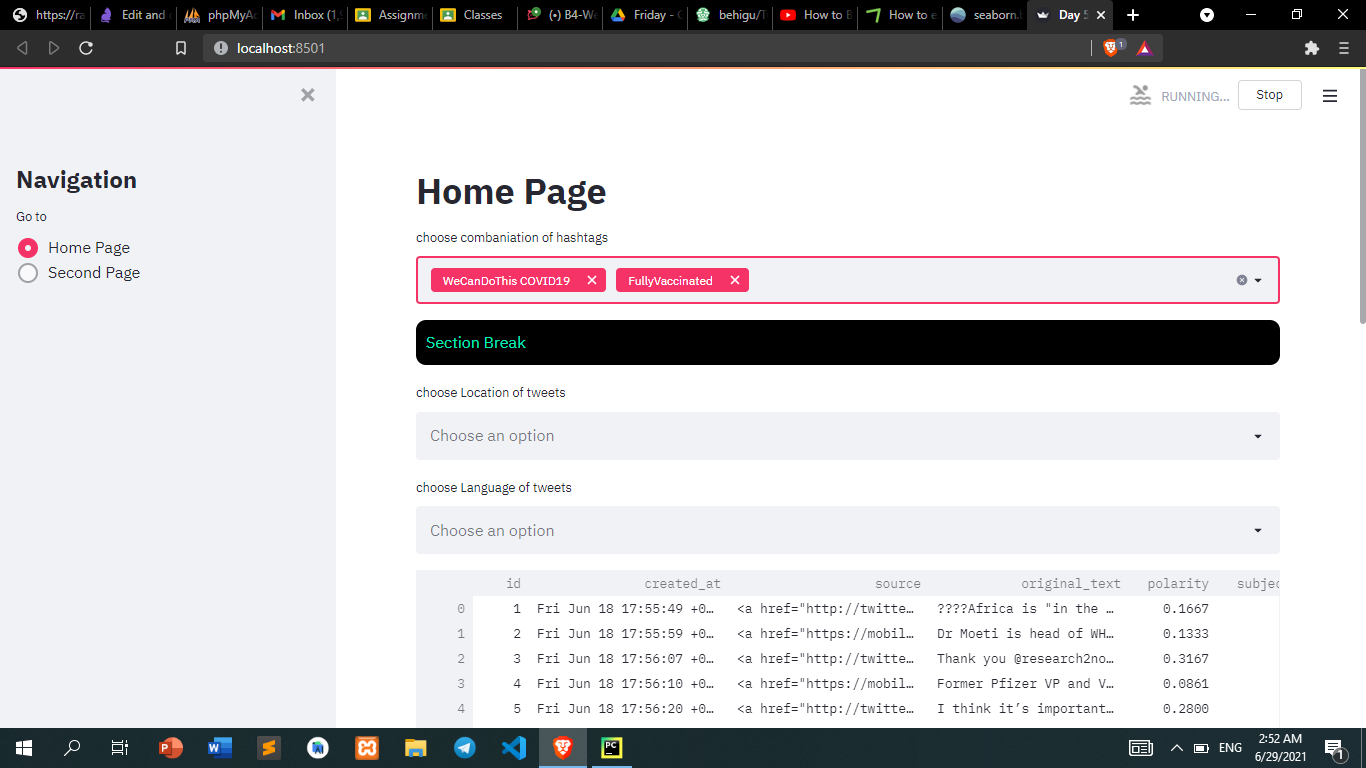 https://ra
Edit and
phpMyAc
Inbox (1,
Assignme
Classes
(•) B4-We
Friday - G
behigu/T
How to B
How to e
seaborn.
Day 5
localhost:8501
1
RUNNING...
Stop
Navigation
Go to
Home Page
Second Page
Home Page
choose combaniation of hashtags
WeCanDoThis COVID19
FullyVaccinated
Section Break
choose Location of tweets
Choose an option
choose Language of tweets
Choose an option
id created_at source original_text polarity subjec
0 1 Fri Jun 18 17:55:49 +0… <a href="http://twitte… ????Africa is "in the … 0.1667
1 2 Fri Jun 18 17:55:59 +0… <a href="https://mobil… Dr Moeti is head of WH… 0.1333
2 3 Fri Jun 18 17:56:07 +0… <a href="http://twitte… Thank you @research2no… 0.3167
3 4 Fri Jun 18 17:56:10 +0… <a href="https://mobil… Former Pfizer VP and V… 0.0861
4 5 Fri Jun 18 17:56:20 +0… <a href="http://twitte… I think it’s important… 0.2800
ENG
2:52 AM
6/29/2021
1